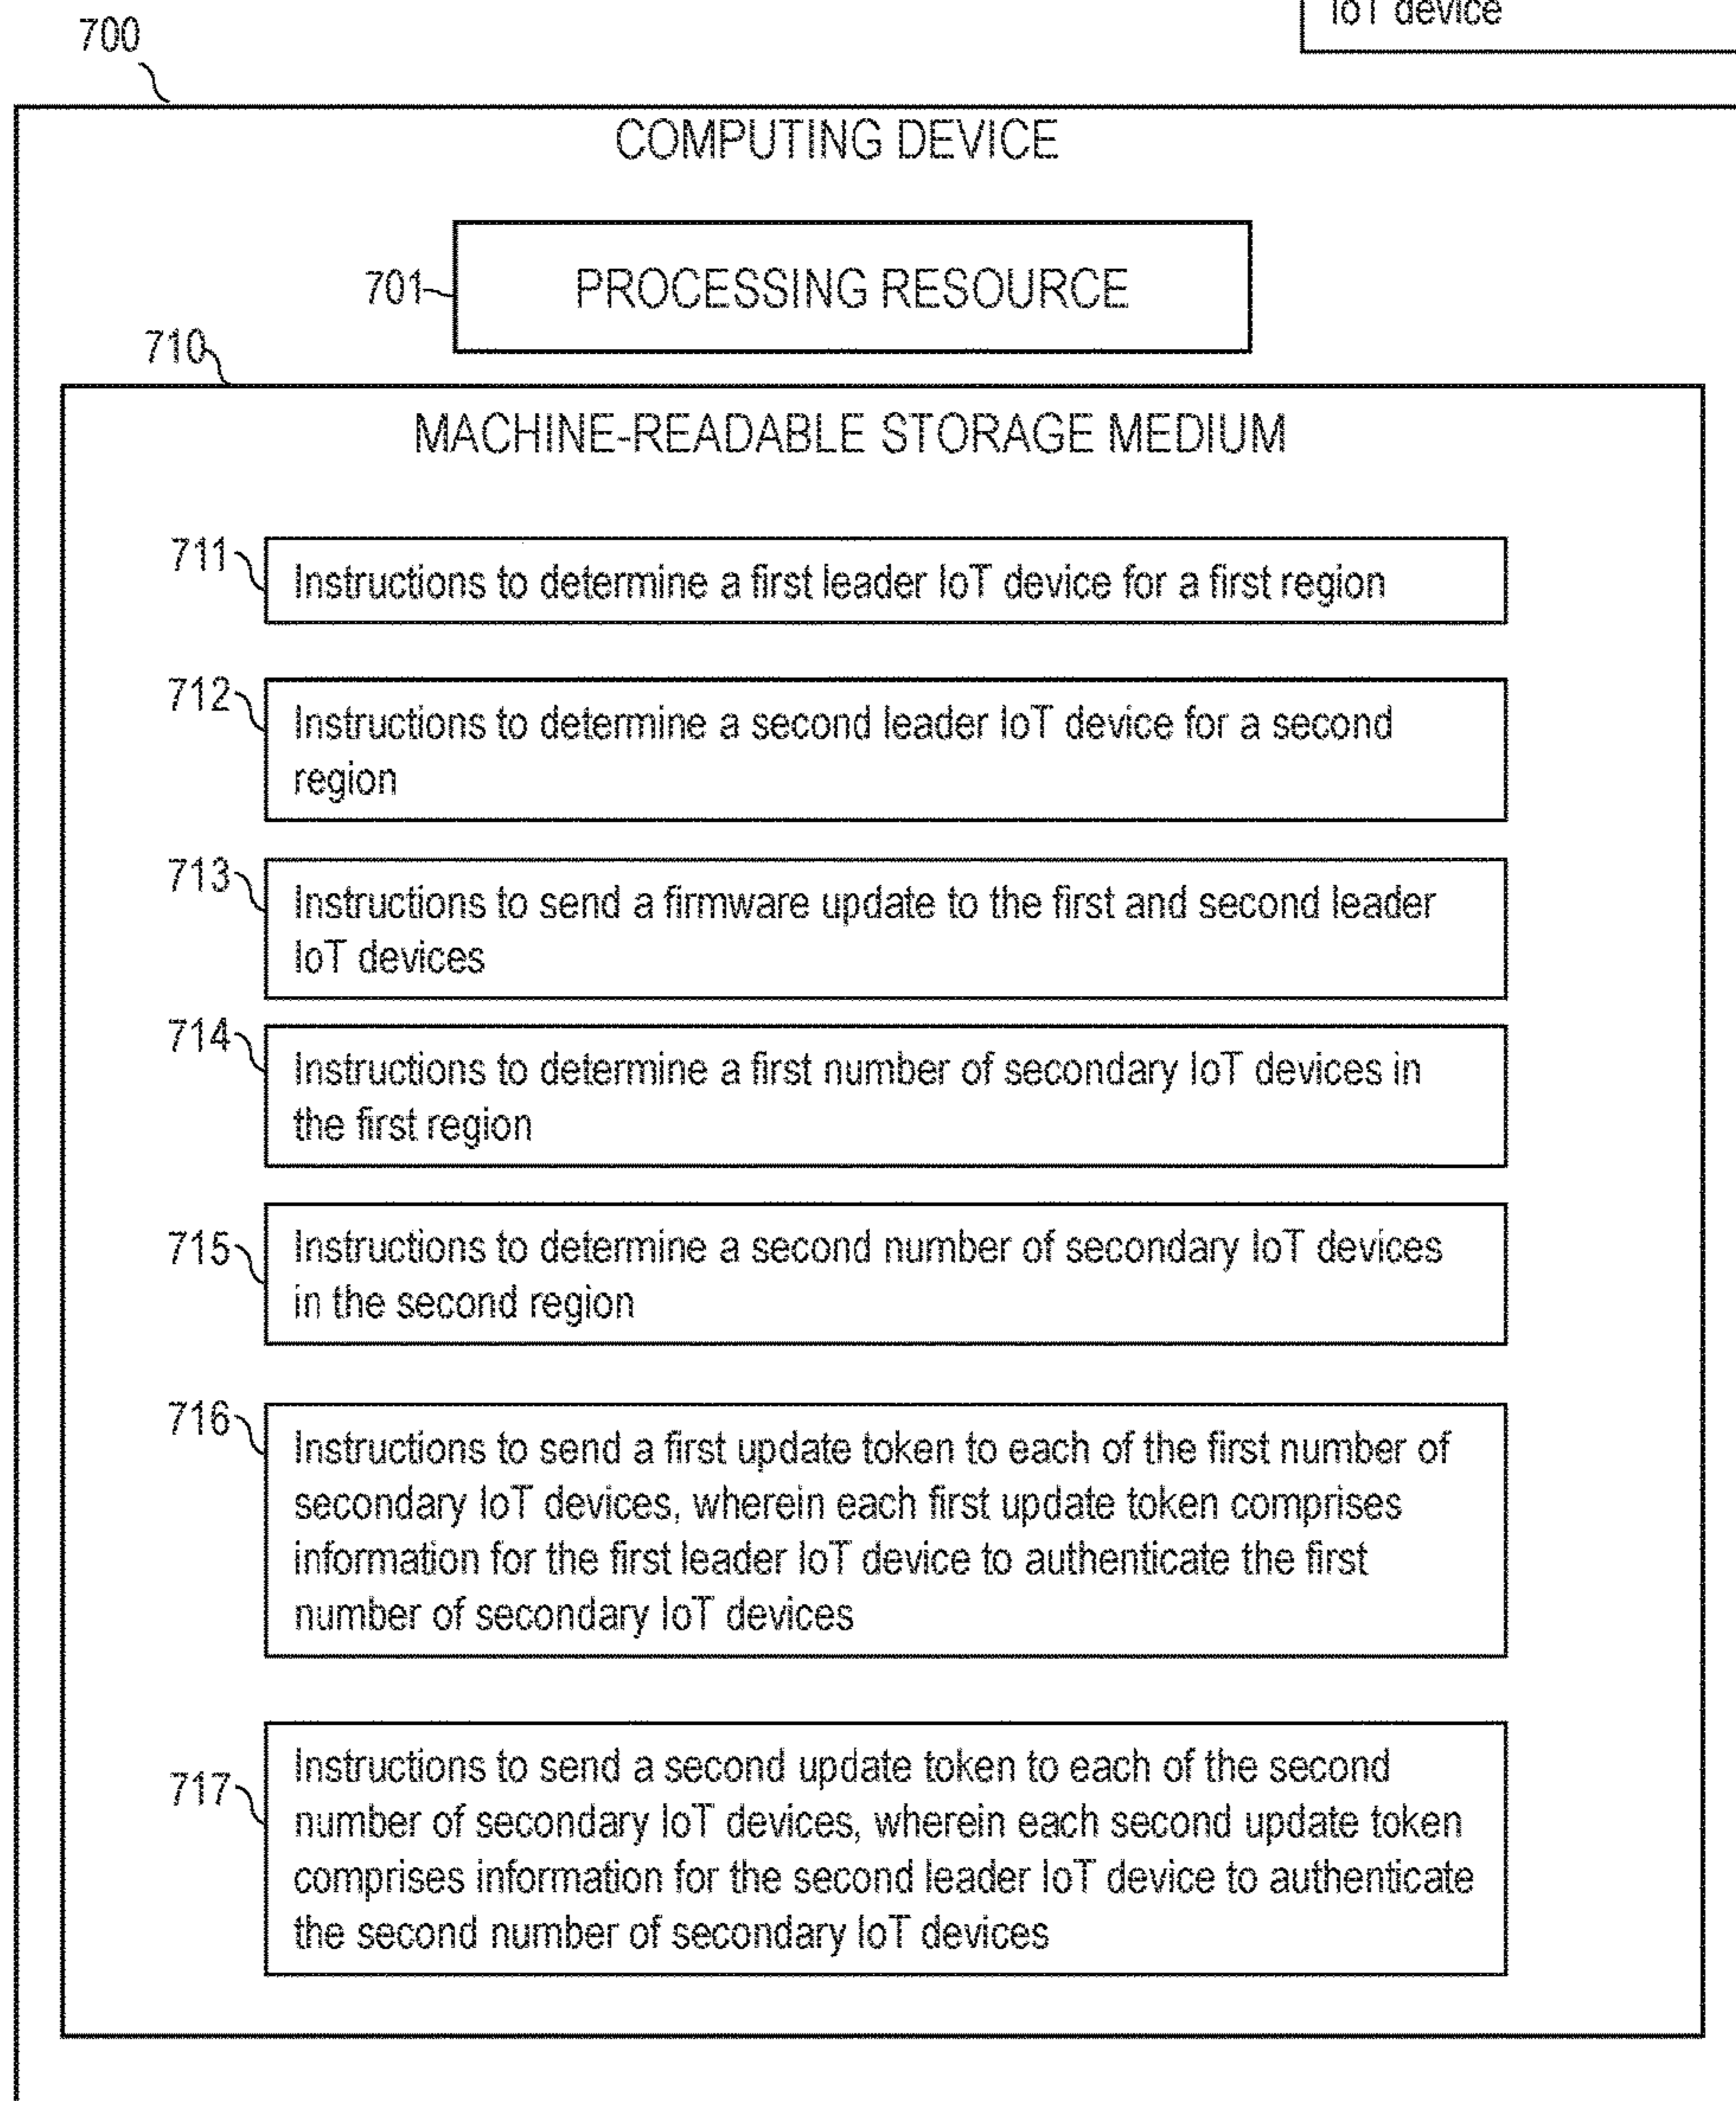 IoT device
700
COMPUTING DEVICE
701
PROCESSING RESOURCE
710
MACHINE-READABLE STORAGE MEDIUM
711
Instructions to determine a first leader IoT device for a first region
712
Instructions to determine a second leader IoT device for a second
region
713
Instructions to send a firmware update to the first and second leader
IoT devices
714
Instructions to determine a first number of secondary IoT devices in
the first region
715
Instructions to determine a second number of secondary IoT devices
in the second region
716
Instructions to send a first update token to each of the first number of
secondary IoT devices, wherein each first update token comprises
information for the first leader IoT device to authenticate the first
number of secondary IoT devices
717
Instructions to send a second update token to each of the second
number of secondary IoT devices, wherein each second update token
comprises information for the second leader IoT device to authenticate
the second number of secondary IoT devices